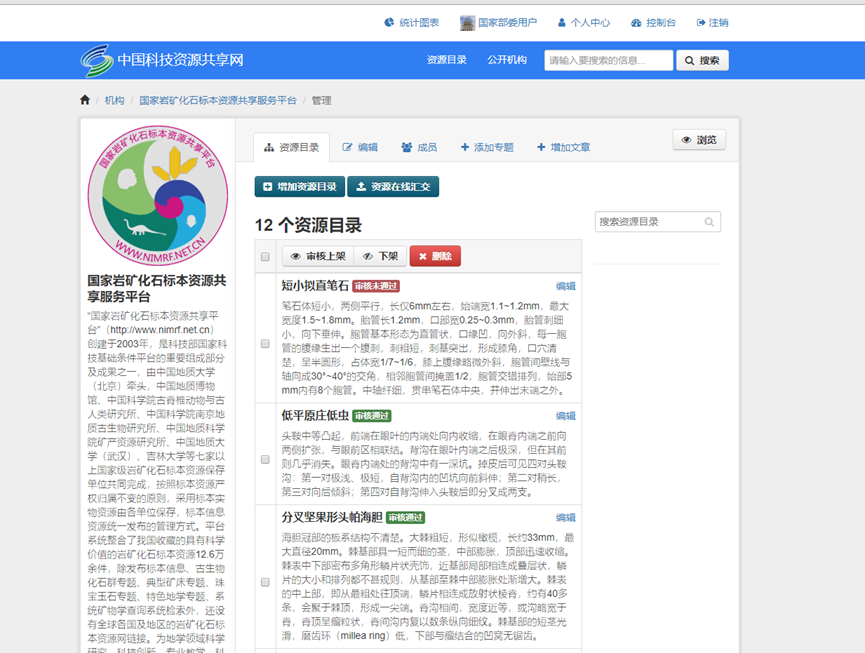 统计图表 国家部委用户 个人中心 控制台 注销
中国科技资源共享网 资源目录 公开机构 请输入要搜索的信息... 搜索
/ 机构 / 国家岩矿化石标本资源共享服务平台 / 管理
国家岩矿化石标本资源共享平台
WWW.NIMRF.NET.CN
国家岩矿化石标本资源共
享服务平台
“国家岩矿化石标本资源共享平
台”（http://www.nimrf.net.cn）
创建于2003年，是科技部国家科
技基础条件平台的重要组成部分
及成果之一，由中国地质大学
（北京）牵头，中国地质博物
馆、中国科学院古脊椎动物与古
人类研究所、中国科学院南京地
质古生物研究所、中国地质科学
院矿产资源研究所、中国地质大
学（武汉）、吉林大学等七家以
上国家级岩矿化石标本资源保存
单位共同完成，按照标本资源产
权归属不变的原则，采用标本实
物资源由各单位保存，标本信息
资源统一发布的管理方式。平台
系统整合了我国收藏的具有科学
价值的岩矿化石标本资源12.6万
余件，除发布标本信息、古生物
化石群专题、典型矿床专题、珠
宝玉石专题、特色地学专题、系
统矿物学查询系统检索外，还设
有全球各国及地区的岩矿化石标
本资源网链接。为地学领域科学
研究、科技创新、专业教学、科
资源目录 编辑 成员 + 添加专题 + 增加文章 浏览
增加资源目录 资源在线汇交
12 个资源目录
搜索资源目录
审核上架 下架 删除
短小拟直笔石 审核未通过 编辑
笔石体短小，两侧平行，长仅6mm左右，始端宽1.1~1.2mm，最大
宽度1.5~1.8mm。胎管长1.2mm，口部宽0.25~0.3mm，胎管刺细
小，向下垂伸。胞管基本形态为直管状，口缘凹，向外斜，每一胞
管的腹缘生出一个腹刺，刺粗短，刺基突出，形成膝角，口穴清
楚，呈半圆形，占体宽1/7~1/6，膝上腹缘略微外斜，胞管间壁线与
轴向成30°~40°的交角，相邻胞管间掩盖1/2，胞管交错排列，始部5
mm内有8个胞管。中轴纤细，贯串笔石体中央，并伸出末端之外。
低平原庄低虫 审核通过 编辑
头鞍中等凸起，前端在眼叶的内端处向内收缩，在眼脊内端之前向
两侧扩张，与眼前区相联结。背沟在眼叶内端之后极深，但在其前
则几乎消失。眼脊内端处的背沟中有一深坑。掉皮后可见四对头鞍
沟：第一对极浅、极短，自背沟内的凹坑向前斜伸；第二对稍长，
第三对向后倾斜；第四对自背沟伸入头鞍后即分叉成两支。
分叉坚果形头帕海胆 审核通过 编辑
海胆冠部的板系结构不清楚。大棘粗短，形似橄榄，长约33mm，最
大直径20mm。棘基部具一短而细的茎，中部膨胀，顶部迅速收缩。
棘表中下部密布多角形鳞片状壳饰，近基部局部相连成叠层状，鳞
片的大小和排列都不甚规则，从基部至棘中部膨胀处渐增大。棘表
的中上部，即从最粗处往顶端，鳞片相连成放射状棱脊，约有40多
条，会聚于棘顶，形成一尖端。脊沟相间，宽度近等，或沟略宽于
脊，脊顶呈瘤粒状，脊间沟内复以数条纵向细纹。棘基部的短茎光
滑，磨齿环（millea ring）低，下部与瘤结合的凹窝无锯齿。